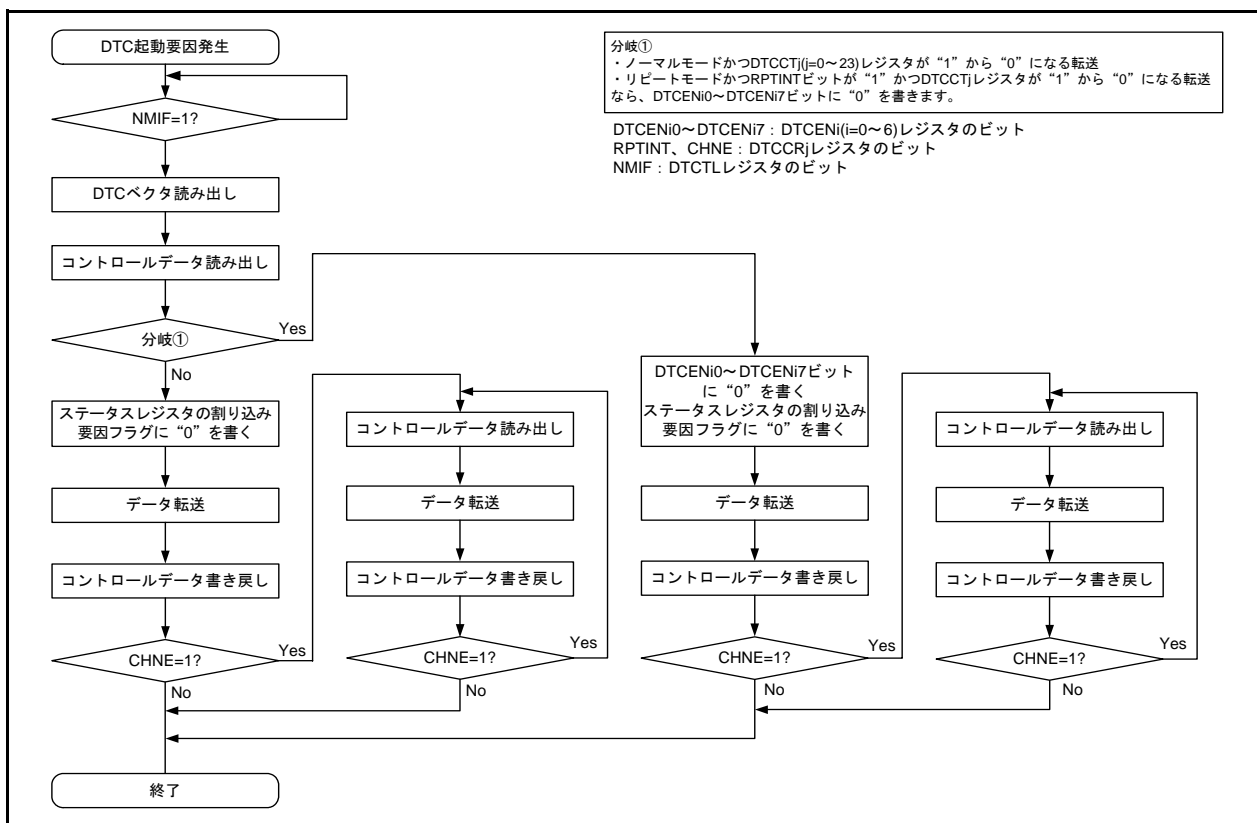 DTC起動要因発生
NMIF=1?
DTCベクタ読み出し
コントロールデータ読み出し
分岐①
Yes
No
ステータスレジスタの割り込み
要因フラグに“0”を書く
データ転送
コントロールデータ書き戻し
CHNE=1?
Yes
No
終了
コントロールデータ読み出し
データ転送
コントロールデータ書き戻し
CHNE=1?
Yes
No
分岐①
・ノーマルモードかつDTCCTj(j=0~23)レジスタが“1”から“0”になる転送
・リピートモードかつRPTINTビットが“1”かつDTCCTjレジスタが“1”から“0”になる転送
なら、DTCENi0~DTCENi7ビットに“0”を書きます。
DTCENi0~DTCENi7:DTCENi(i=0~6)レジスタのビット
RPTINT、CHNE:DTCCRjレジスタのビット
NMIF:DTCTLレジスタのビット
DTCENi0~DTCENi7ビット
に“0”を書く
ステータスレジスタの割り込み
要因フラグに“0”を書く
データ転送
コントロールデータ書き戻し
CHNE=1?
Yes
No
コントロールデータ読み出し
データ転送
コントロールデータ書き戻し
CHNE=1?
Yes
No